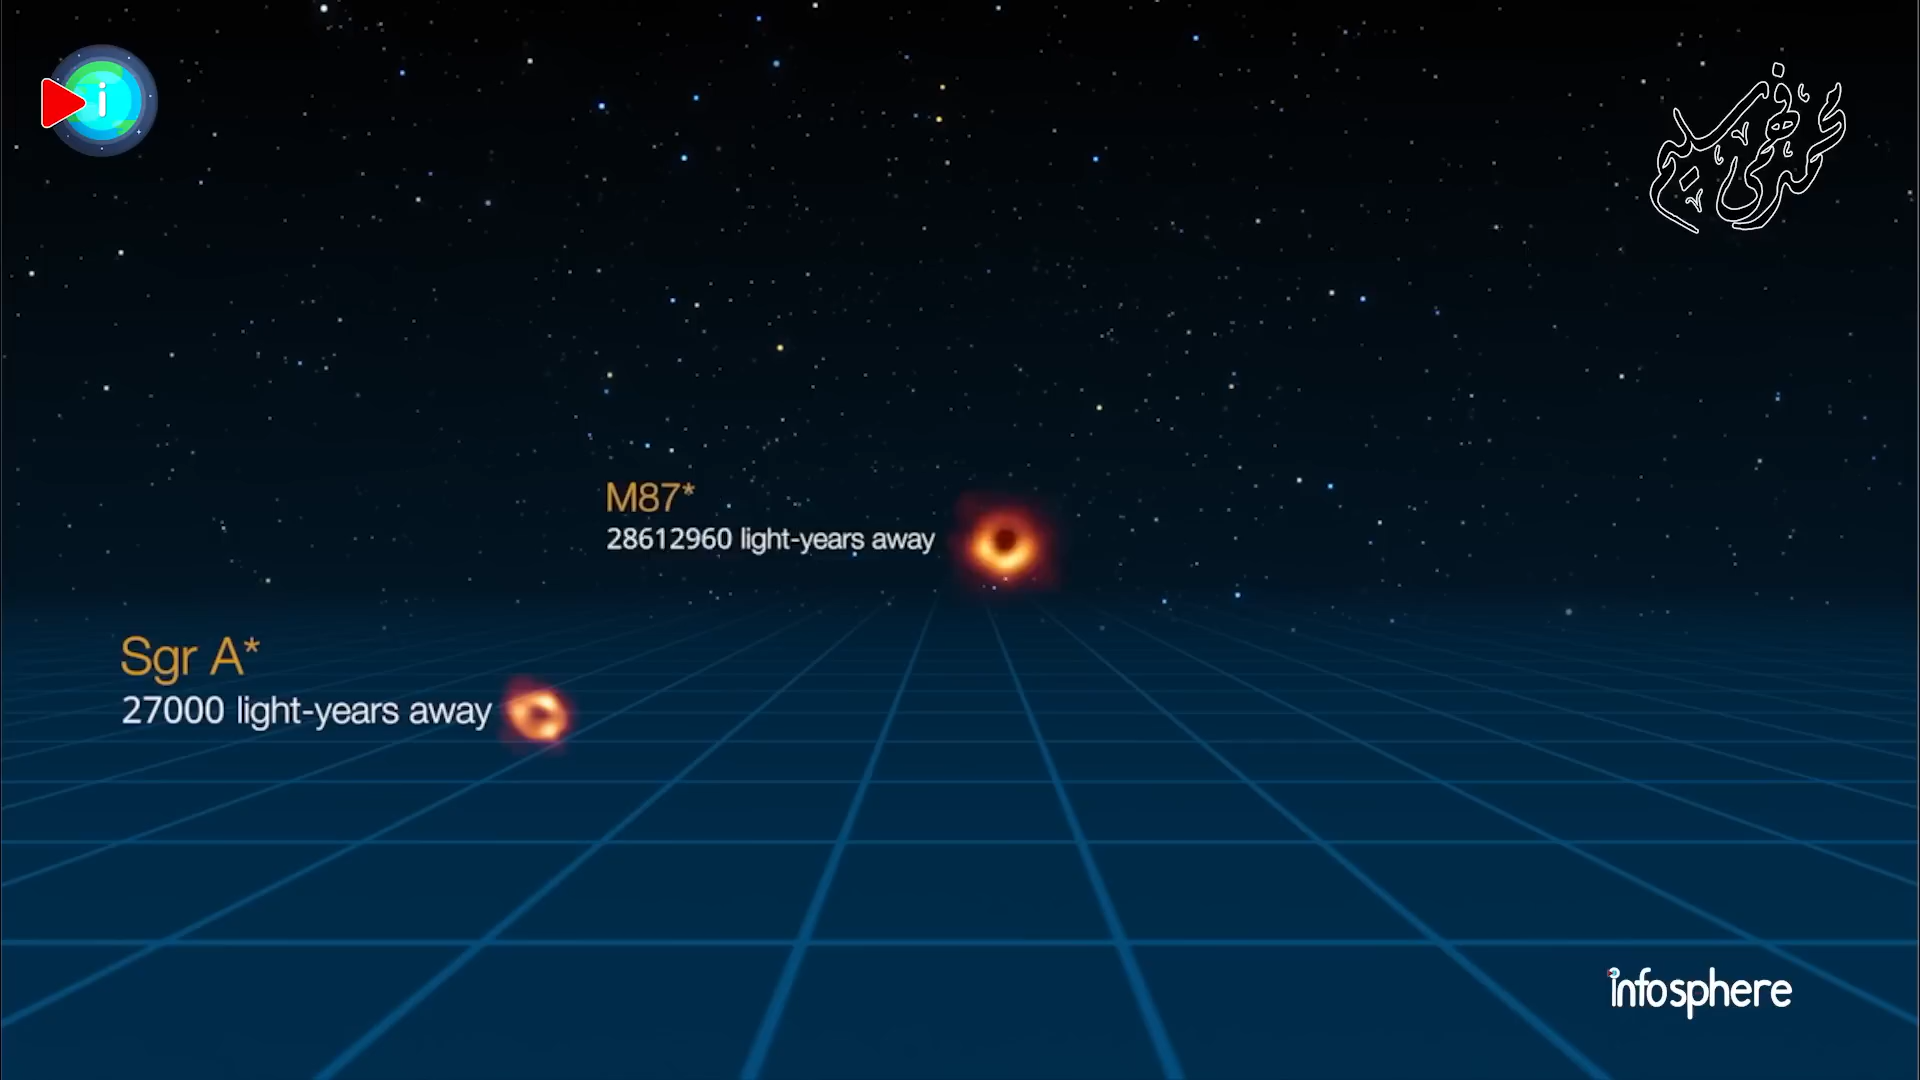 i
M87*
28612960 light-years away
Sgr A*
27000 light-years away
infosphere